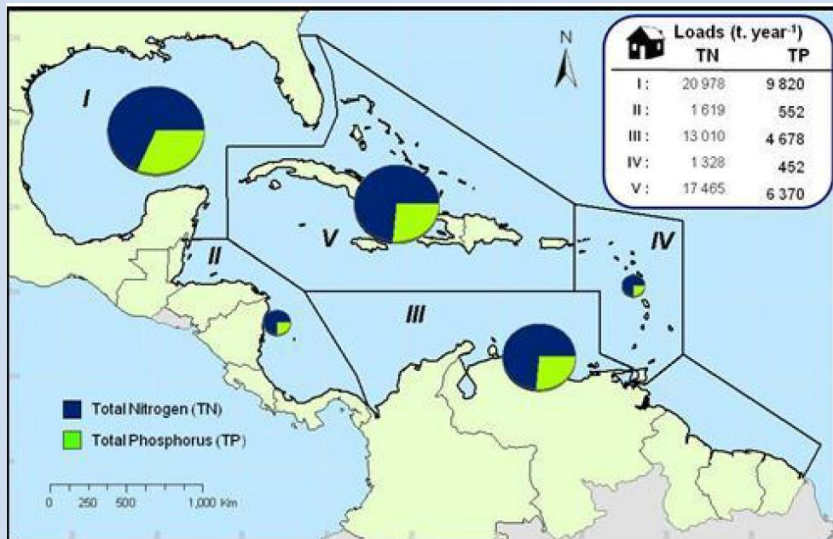 Loads (t. year⁻¹)
TN TP
I : 20 978 9 820
II : 1 619 552
III : 13 010 4 678
IV : 1 328 452
V : 17 465 6 370
N
I
II
III
IV
V
Total Nitrogen (TN)
Total Phosphorus (TP)
0 250 500 1,000 Km